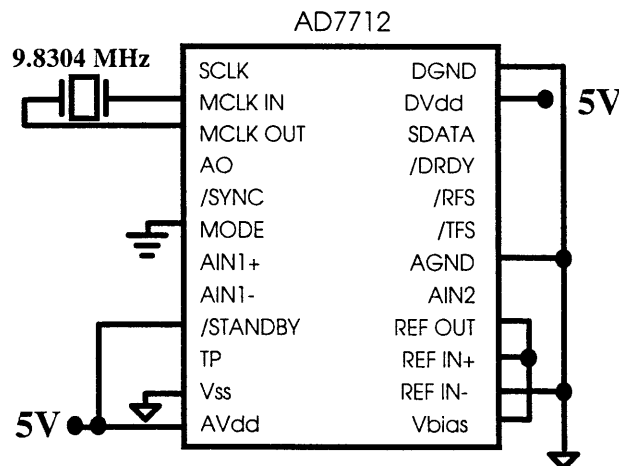 AD7712
9.8304 MHz
SCLK DGND
MCLK IN DVdd 5V
MCLK OUT SDATA
AO /DRDY
/SYNC /RFS
MODE /TFS
AIN1+ AGND
AIN1- AIN2
/STANDBY REF OUT
TP REF IN+
Vss REF IN-
5V AVdd Vbias